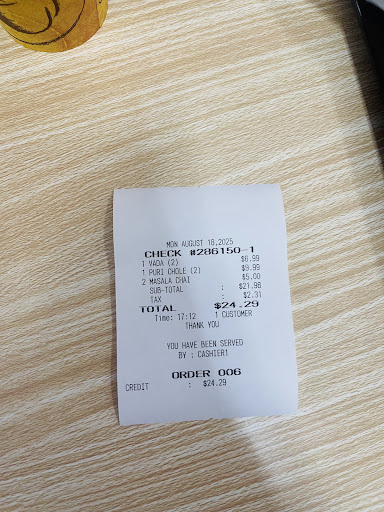 MON AUGUST 18,2025
CHECK #286150-1
1 VADA (2) $6.99
1 PURI CHOLE (2) $9.99
2 MASALA CHAI $5.00
SUB-TOTAL : $21.98
TAX : $2.31
TOTAL $24.29
Time: 17:12 1 CUSTOMER
THANK YOU
YOU HAVE BEEN SERVED
BY : CASHIER1
ORDER 006
CREDIT : $24.29